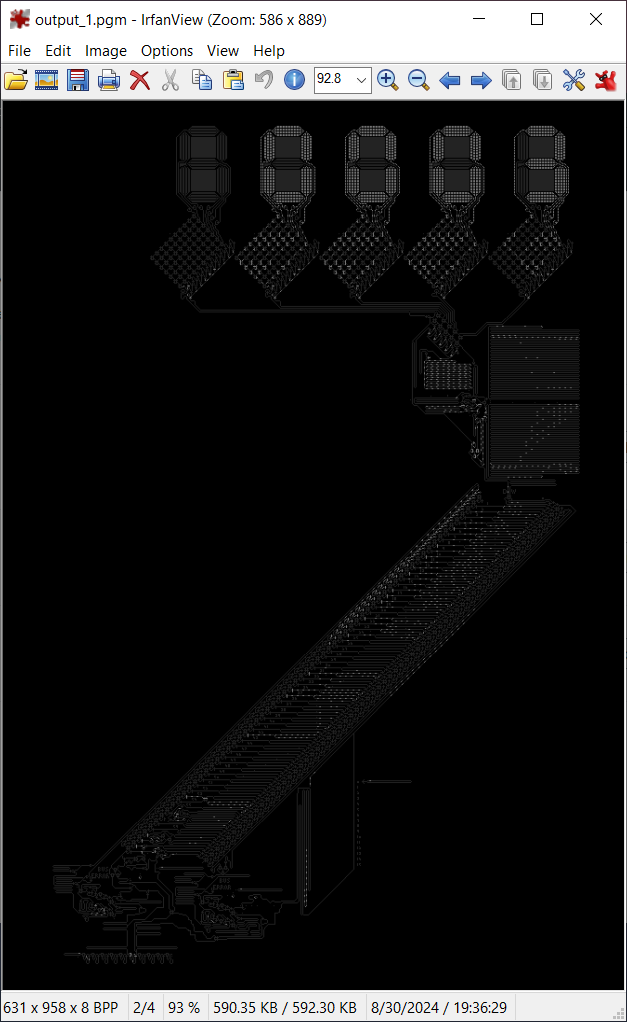 output_1.pgm - IrfanView (Zoom: 586 x 889)
File Edit Image Options View Help
92.8
631 x 958 x 8 BPP 2/4 93 % 590.35 KB / 592.30 KB 8/30/2024 / 19:36:29